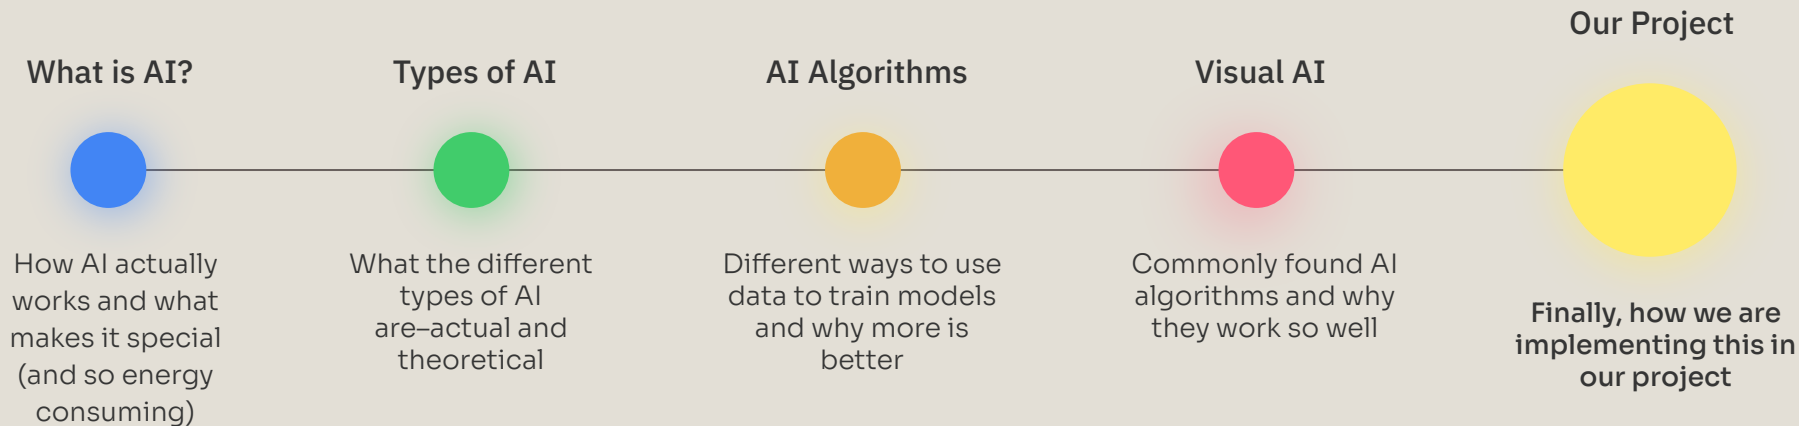 Our Project
What is AI?
Types of AI
AI Algorithms
Visual AI
How AI actually
works and what
makes it special
(and so energy
consuming)
What the different
types of AI
are–actual and
theoretical
Different ways to use
data to train models
and why more is
better
Commonly found AI
algorithms and why
they work so well
Finally, how we are
implementing this in
our project